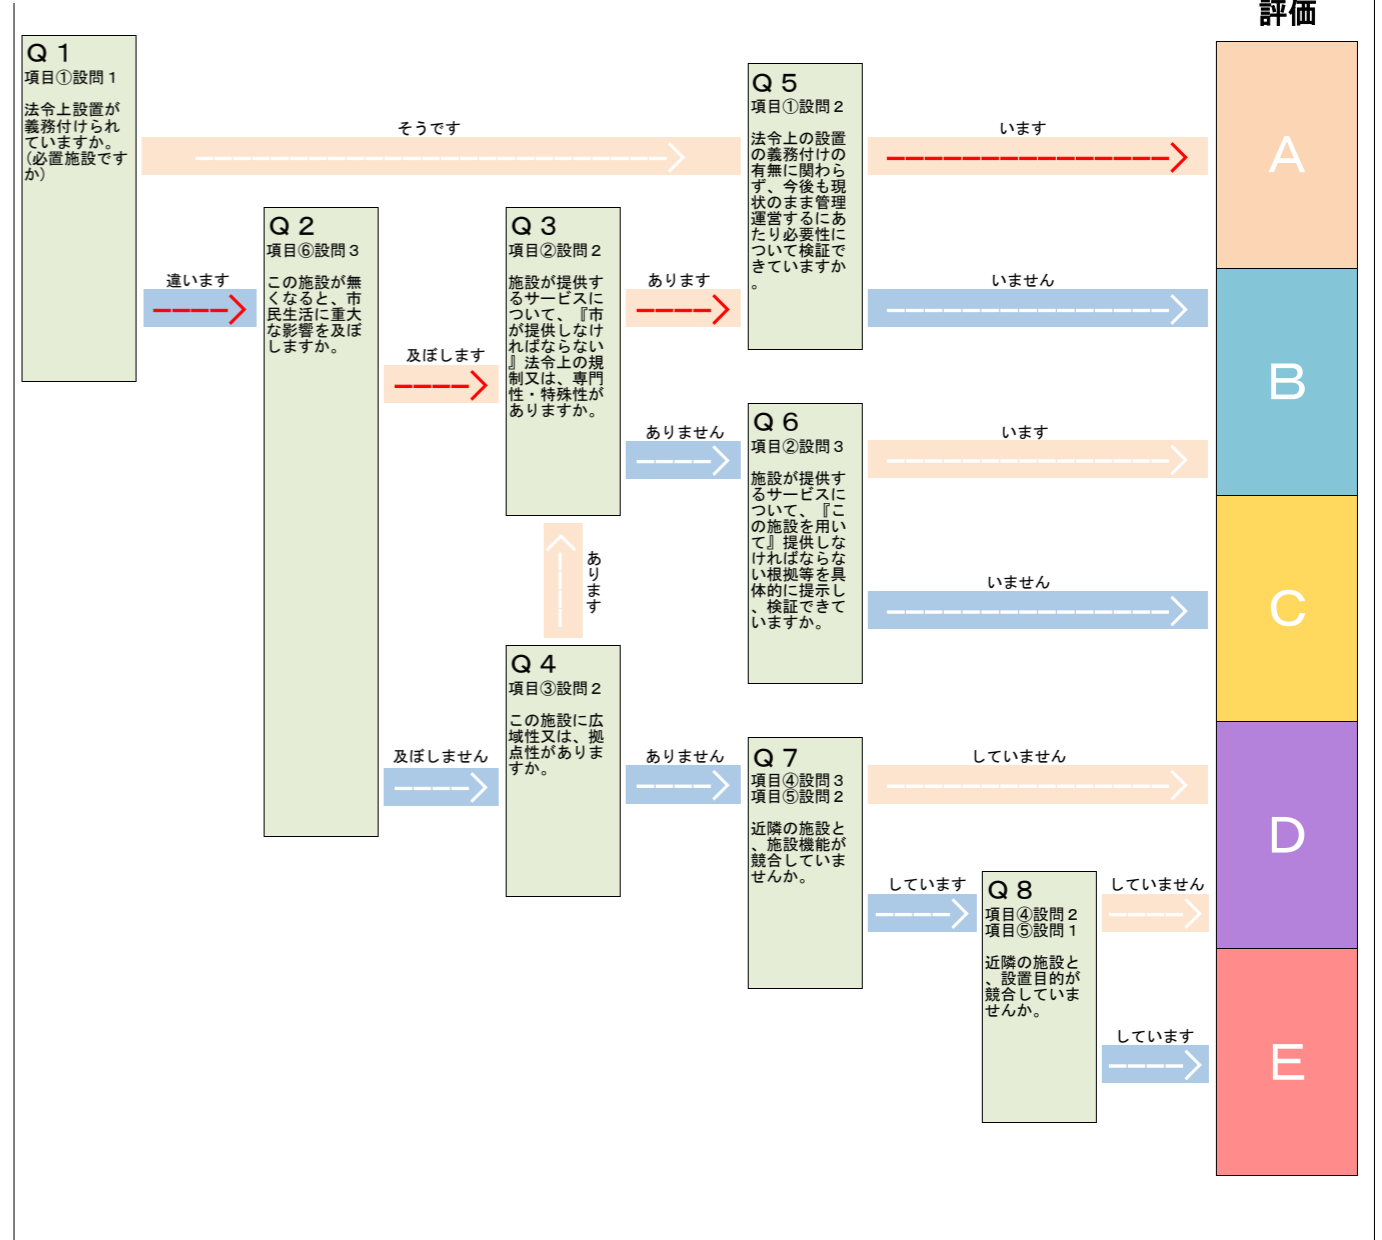 評価
Ｑ１
項目①設問１
法令上設置が
義務付けられ
ていますか。
(必置施設です
か)
そうです
違います
Ｑ２
項目⑥設問３
この施設が無
くなると、市
民生活に重大
な影響を及ぼ
しますか。
及ぼします
及ぼしません
Ｑ３
項目②設問２
施設が提供す
るサービスに
ついて、『市
が提供しなけ
ればならない
』法令上の規
制又は、専門
性・特殊性が
ありますか。
あります
ありません
あります
Ｑ４
項目③設問２
この施設に広
域性又は、拠
点性がありま
すか。
ありません
Ｑ５
項目①設問２
法令上の設置
の義務付けの
有無に関わら
ず、今後も現
状のまま管理
運営するにあ
たり必要性に
ついて検証で
きていますか
。
います
いません
Ｑ６
項目②設問３
施設が提供す
るサービスに
ついて、『こ
の施設を用い
て』提供しな
ければならな
い根拠等を具
体的に提示し
、検証できて
いますか。
います
いません
Ｑ７
項目④設問３
項目⑤設問２
近隣の施設と
、施設機能が
競合していま
せんか。
していません
しています
Ｑ８
項目④設問２
項目⑤設問１
近隣の施設と
、設置目的が
競合していま
せんか。
していません
しています
A
B
C
D
E